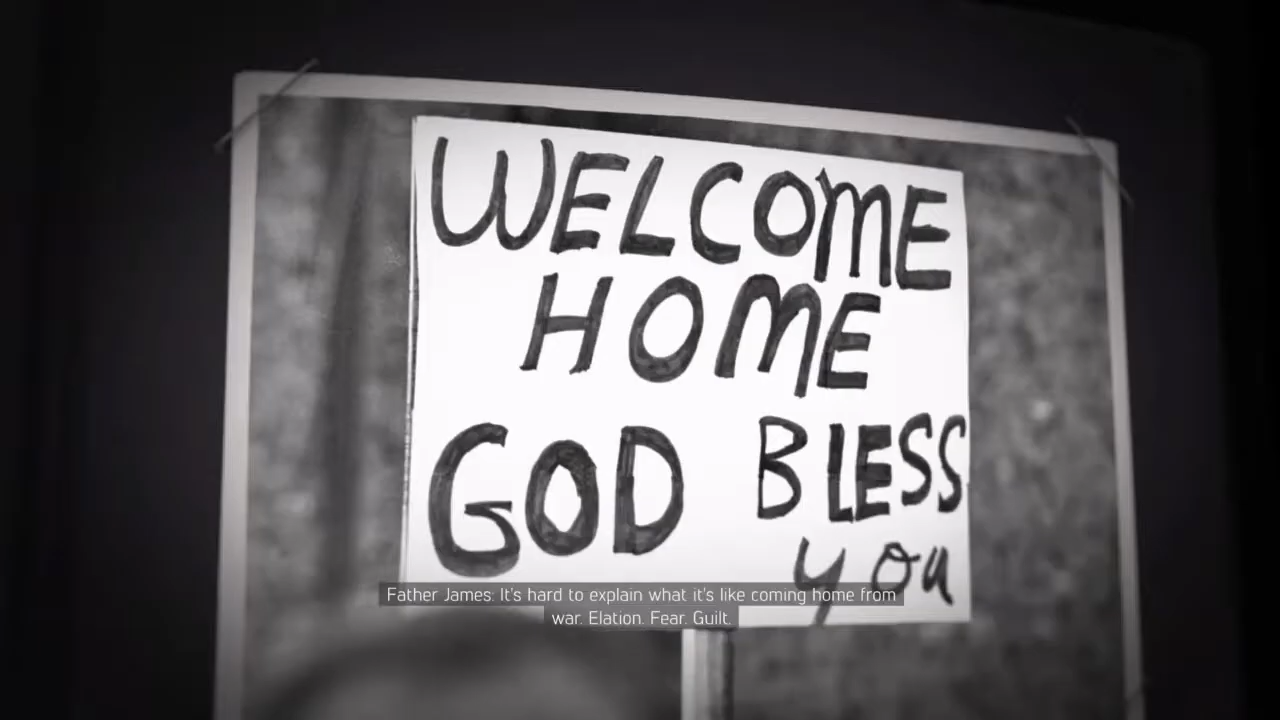 WELCOME
HOME
GOD BLESS
you
Father James: It's hard to explain what it's like coming home from
war. Elation. Fear. Guilt.